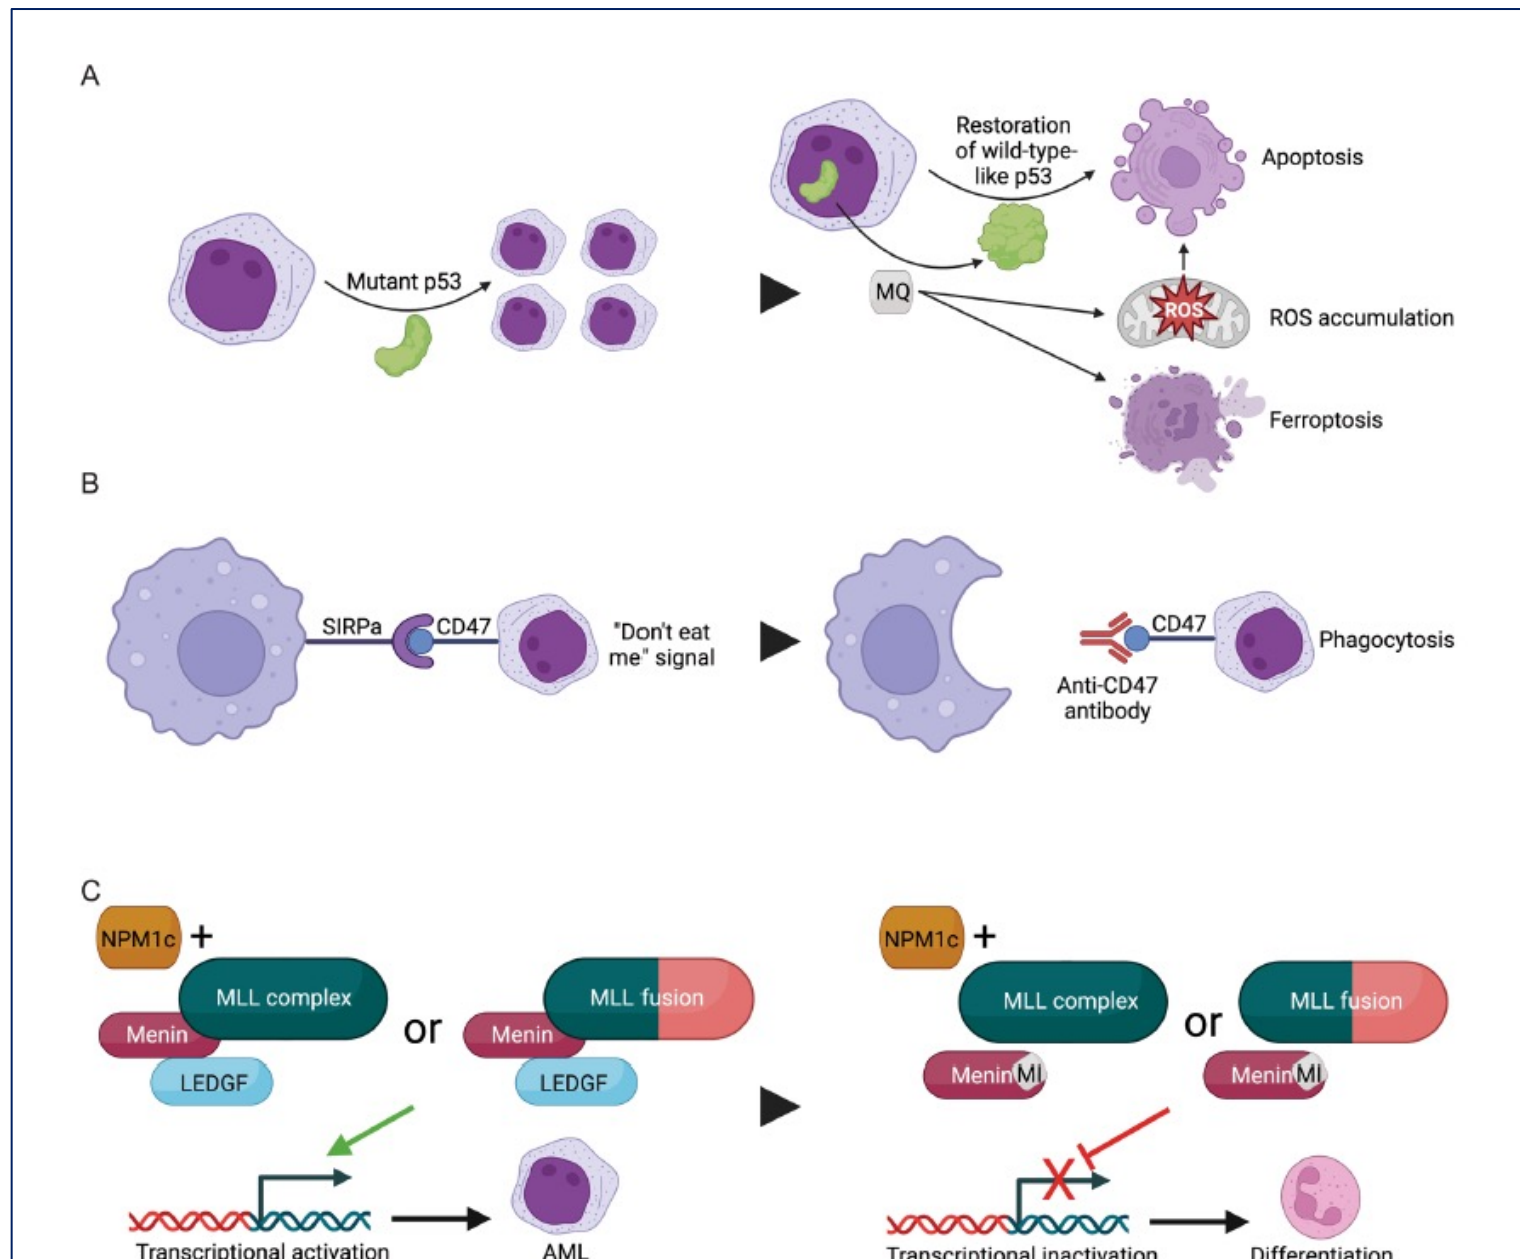 A
Mutant p53
Restoration
of wild-type-
like p53
Apoptosis
MQ
ROS
ROS accumulation
Ferroptosis
B
SIRPa
CD47
"Don't eat
me" signal
CD47
Anti-CD47
antibody
Phagocytosis
C
NPM1c +
MLL complex
Menin
LEDGF
or
MLL fusion
Menin
LEDGF
Transcriptional activation
AML
NPM1c +
MLL complex
Menin MI
or
MLL fusion
Menin MI
X
Transcriptional inactivation
Differentiation